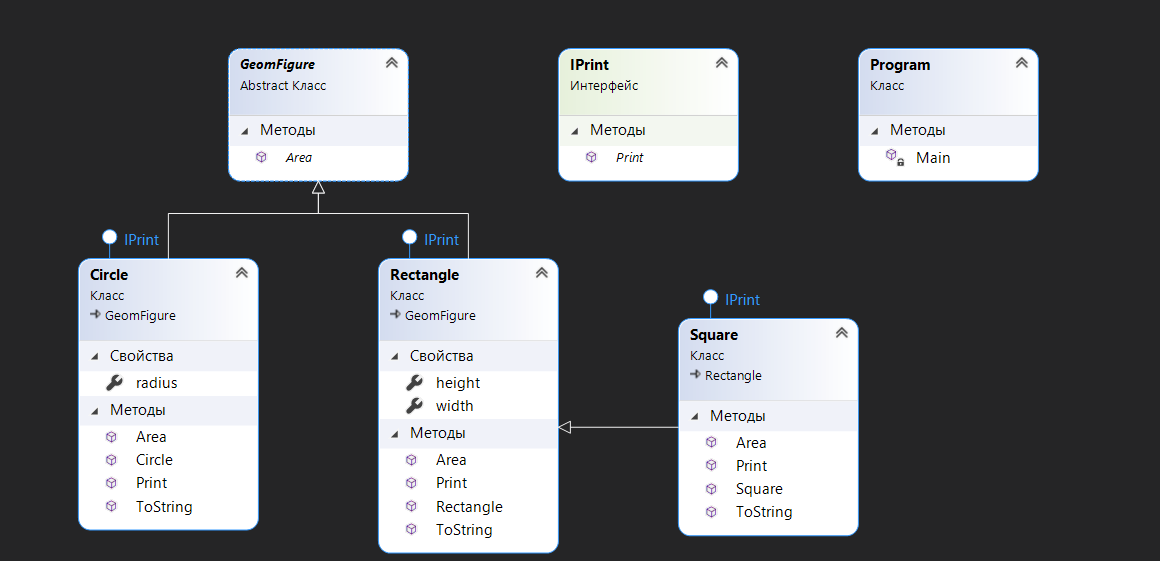 GeomFigure
Abstract Класс
Методы
Area
IPrint
Интерфейс
Методы
Print
Program
Класс
Методы
Main
IPrint
Circle
Класс
GeomFigure
Свойства
radius
Методы
Area
Circle
Print
ToString
IPrint
Rectangle
Класс
GeomFigure
Свойства
height
width
Методы
Area
Print
Rectangle
ToString
IPrint
Square
Класс
Rectangle
Методы
Area
Print
Square
ToString